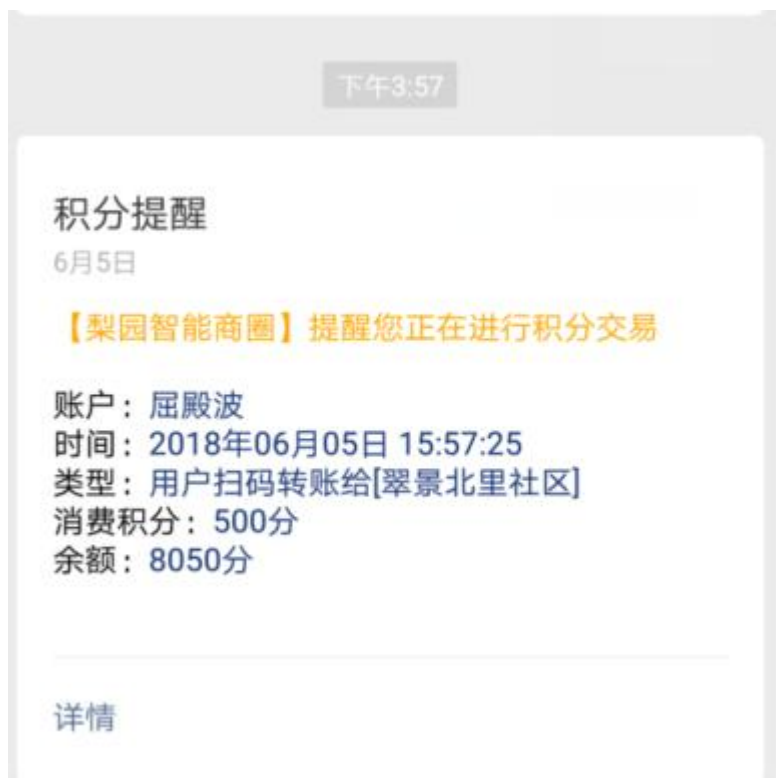 下午3:57
积分提醒
6月5日
【梨园智能商圈】提醒您正在进行积分交易
账户：屈殿波
时间：2018年06月05日 15:57:25
类型：用户扫码转账给[翠景北里社区]
消费积分：500分
余额：8050分
详情